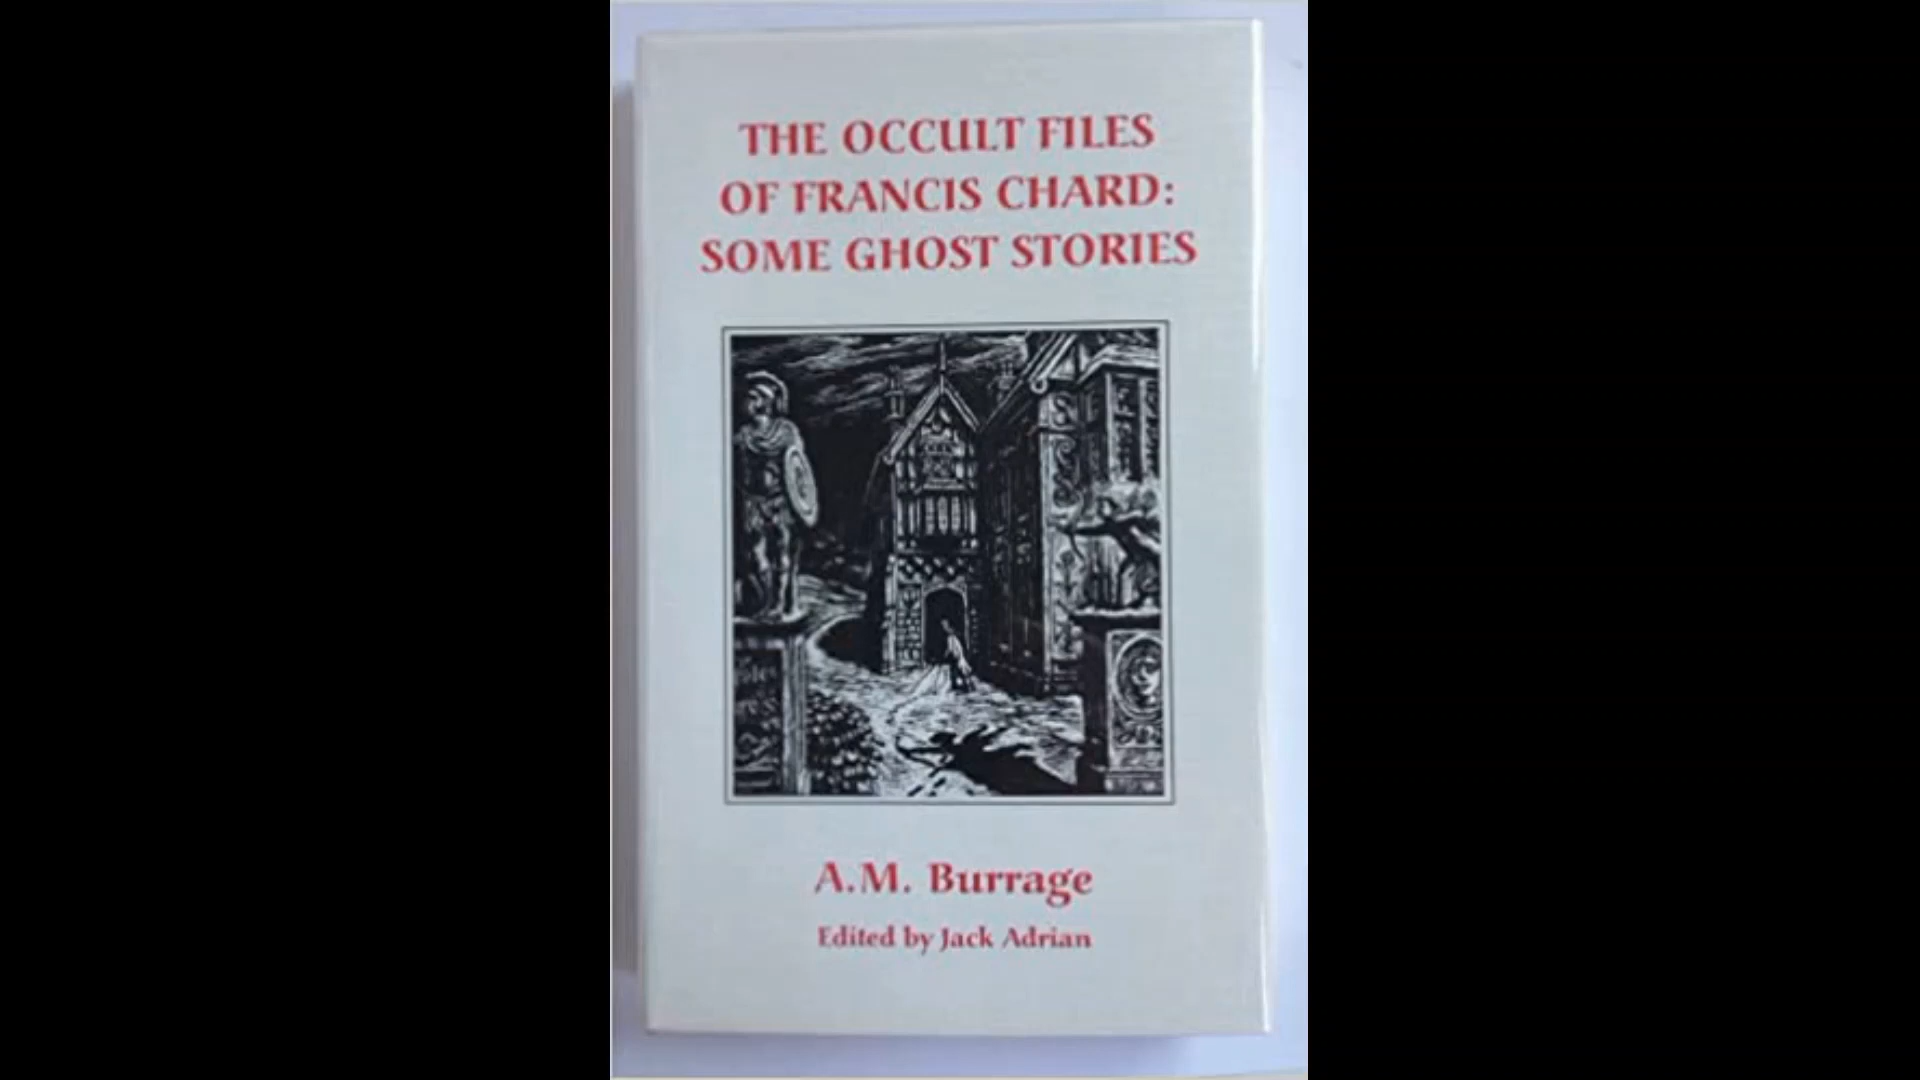 THE OCCULT FILES
OF FRANCIS CHARD:
SOME GHOST STORIES
A.M. Burrage
Edited by Jack Adrian